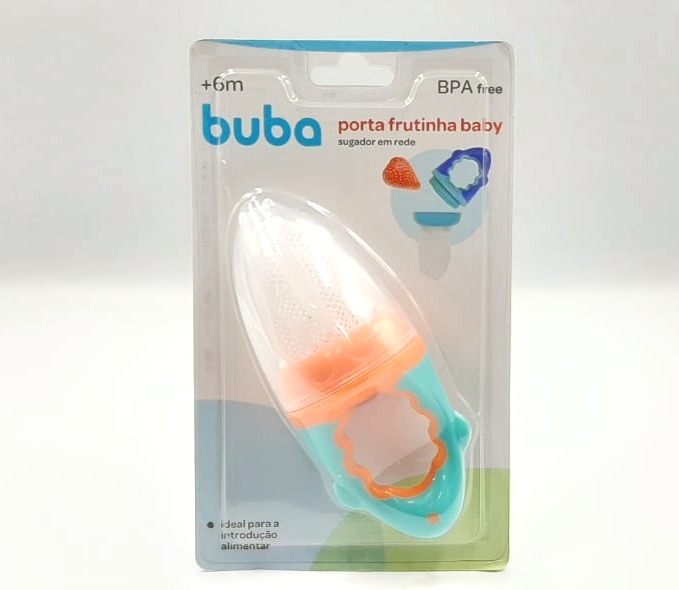 +6m
BPA free
buba
porta frutinha baby
sugador em rede
ideal para a
introdução
alimentar